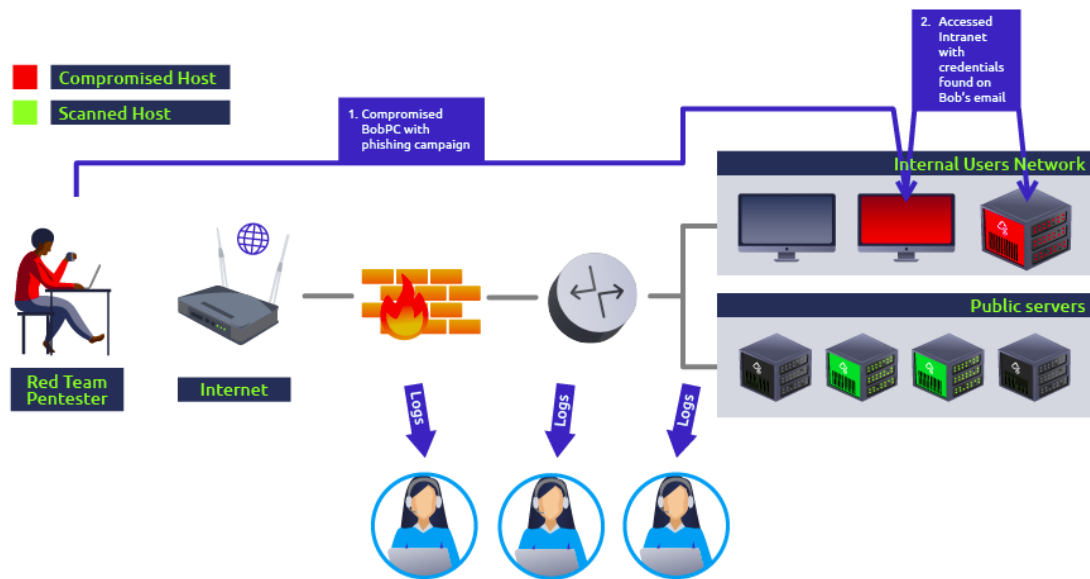 Compromised Host
Scanned Host
1. Compromised
BobPC with
phishing campaign
2. Accessed
Intranet
with
credentials
found on
Bob's email
Internal Users Network
Public servers
Red Team
Pentester
Internet
Logs
Logs
Logs